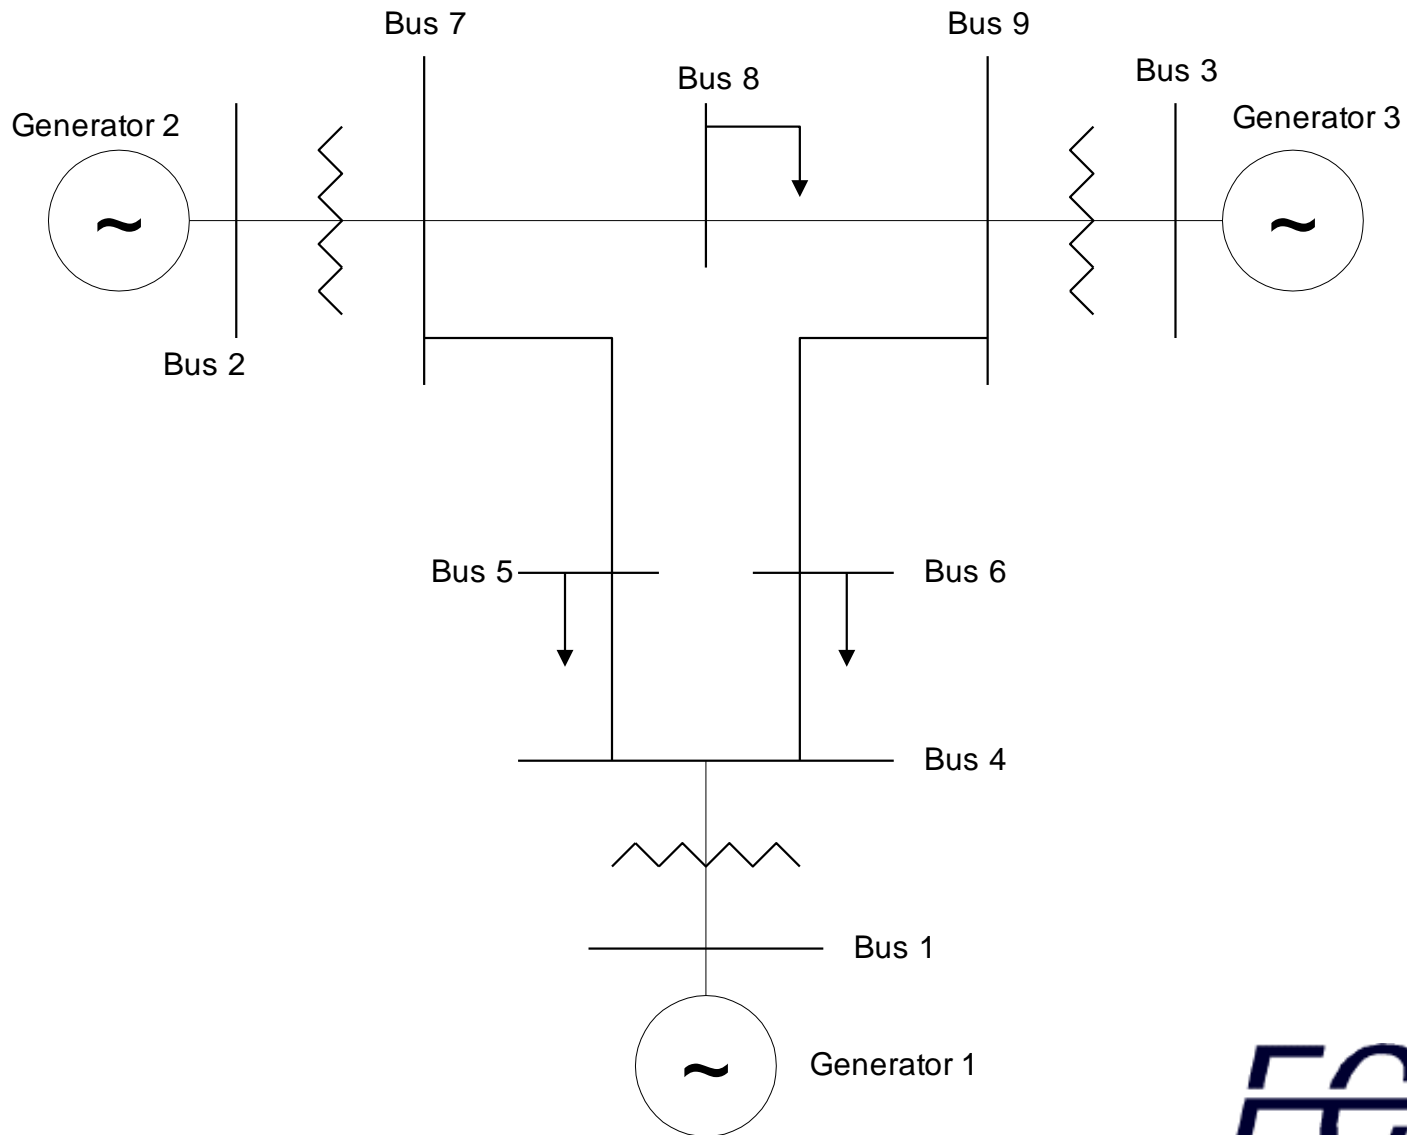 Bus 7
Bus 9
Bus 8
Bus 3
Generator 2
Generator 3
~
~
Bus 2
Bus 5
Bus 6
Bus 4
Bus 1
~
Generator 1